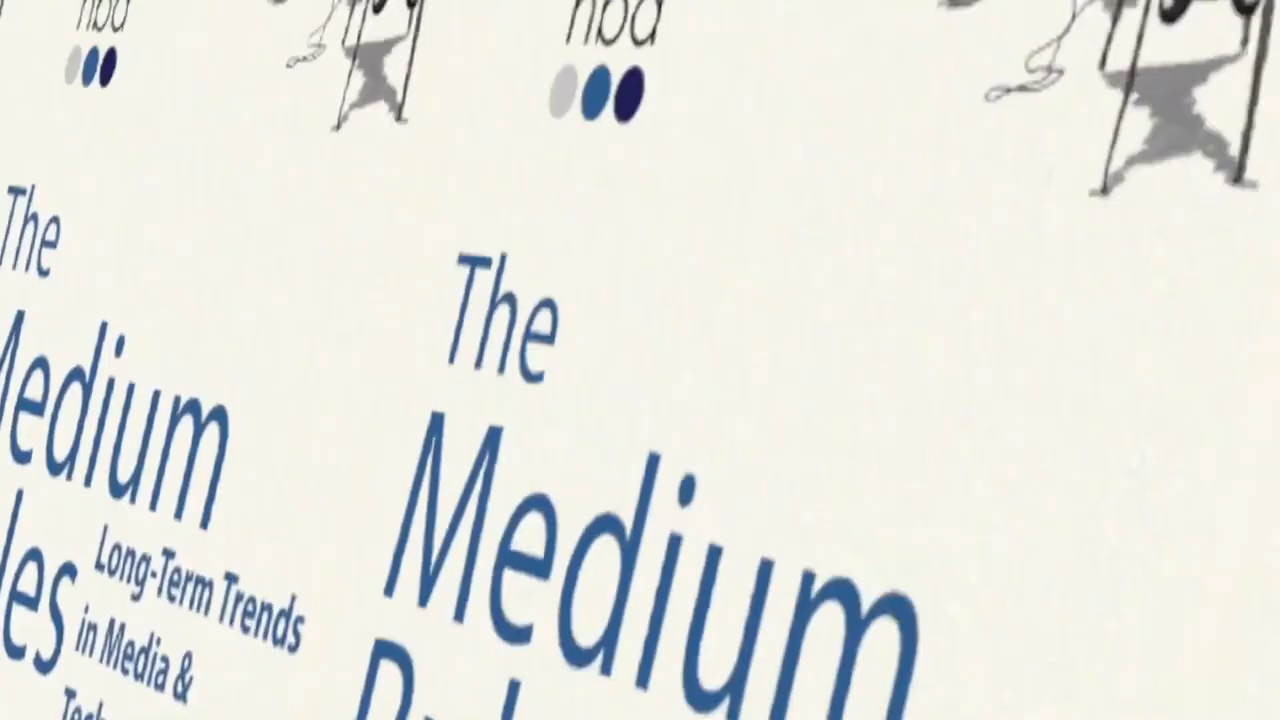 nbd
nbd
The
Medium
Long-Term Trends
in Media &
The
Medium